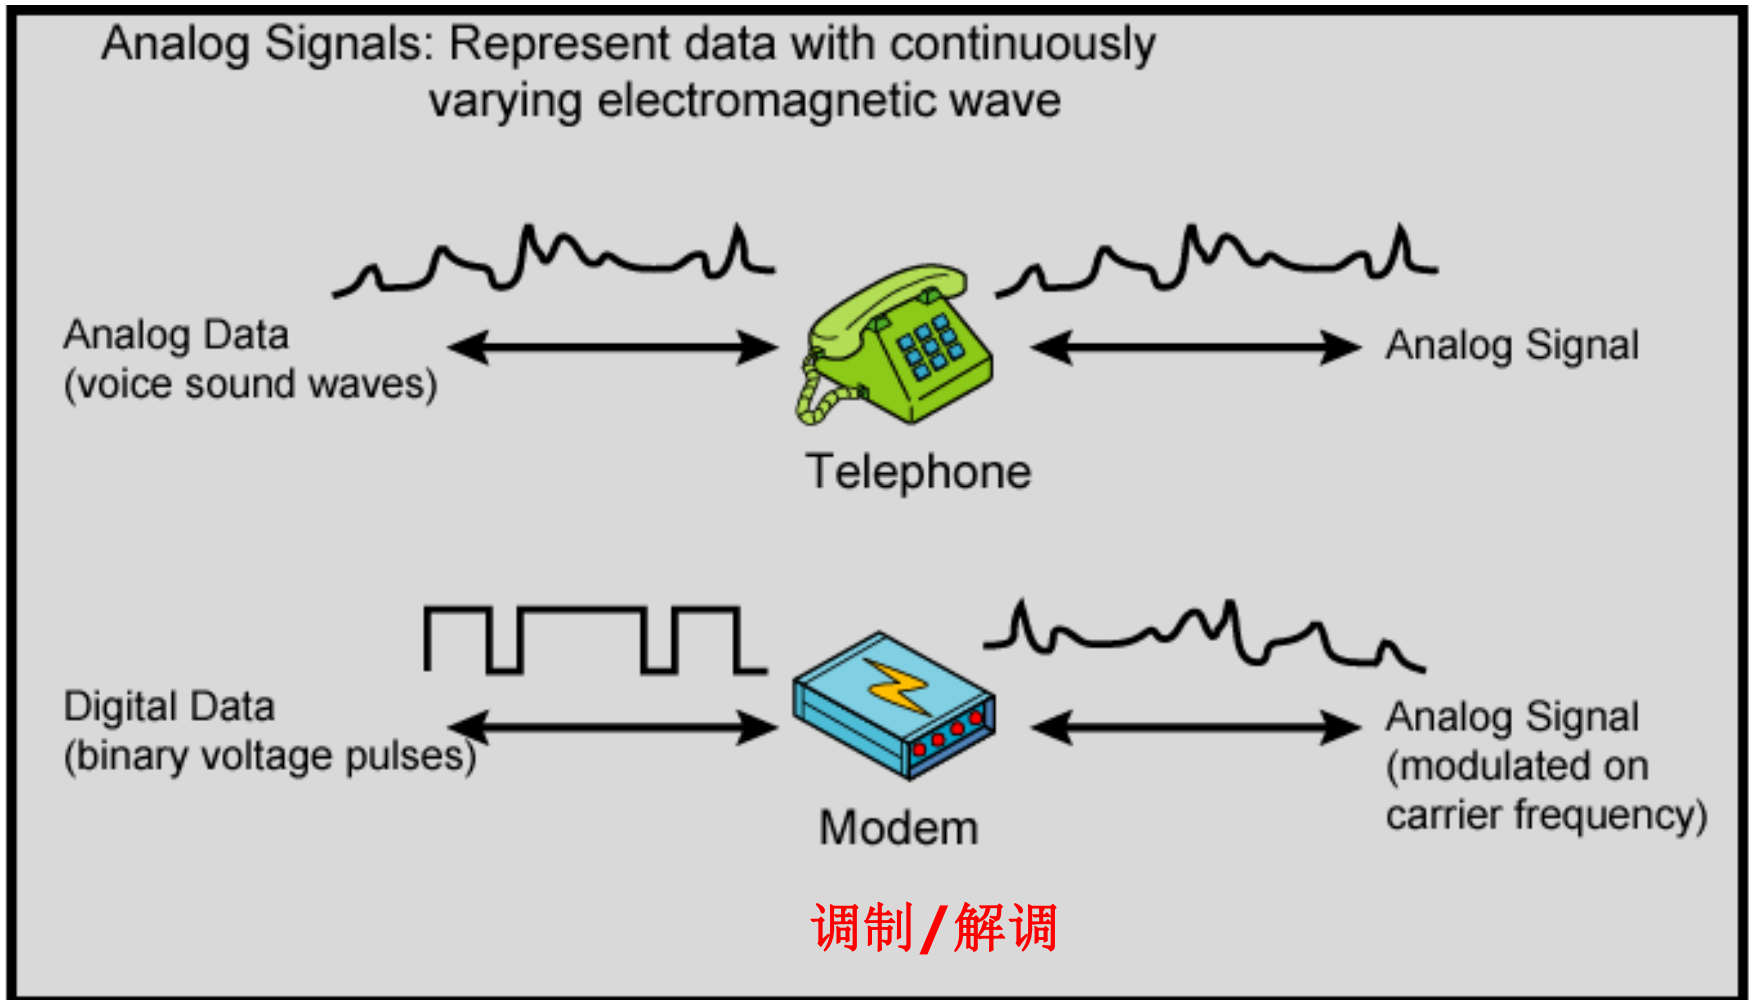 Analog Signals: Represent data with continuously
varying electromagnetic wave
Analog Data
(voice sound waves)
Analog Signal
Telephone
Digital Data
(binary voltage pulses)
Analog Signal
(modulated on
carrier frequency)
Modem
调制/解调